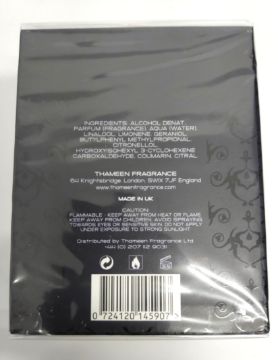 INGREDIENTS: ALCOHOL DENAT.
PARFUM (FRAGRANCE) AQUA (WATER)
LINALOOL LIMONENE GERANIOL
BUTYLPHENYL METHYLPROPIONAL
CITRONELLOL
HYDROXYISOHEXYL 3-CYCLOHEXENE
CARBOXALDEHYDE, COUMARIN, CITRAL
THAMEEN FRAGRANCE
64 Knightsbridge London SW1X 7JF England
www.thameenfragrance.com
MADE IN UK
CAUTION
FLAMMABLE - KEEP AWAY FROM HEAT OR FLAME
KEEP AWAY FROM CHILDREN. AVOID SPRAYING
TOWARDS EYES OR SENSITIVE SKIN. DO NOT APPLY
UNDER EXPOSURE TO STRONG SUNLIGHT
Distributed by Thameen Fragrance Ltd
+44 (0) 207 112 9031
0 724120 145907